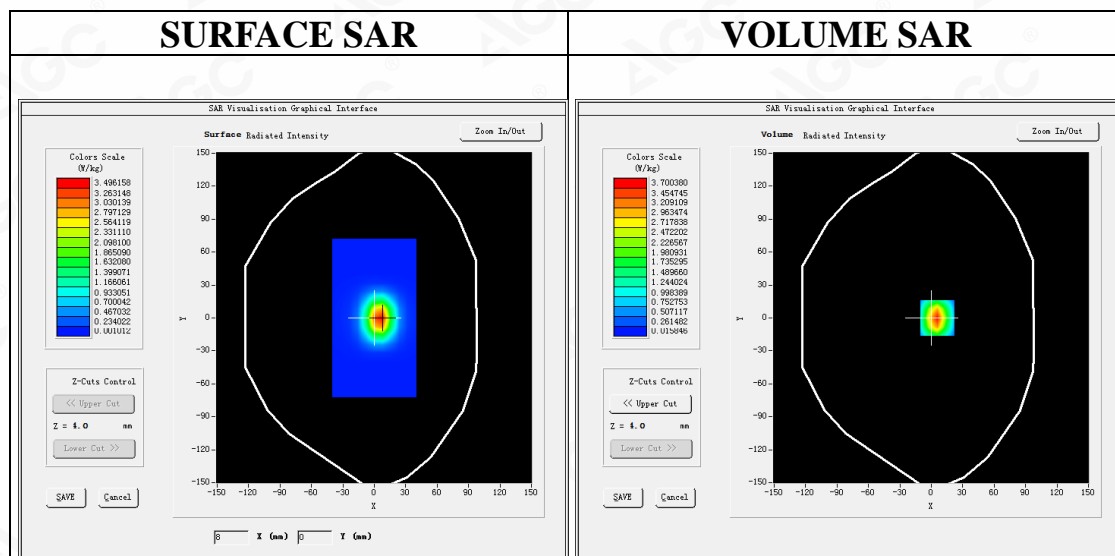 SURFACE SAR
VOLUME SAR
SAR Visualisation Graphical Interface
Surface Radiated Intensity
Zoom In/Out
Colors Scale
(W/kg)
3.496158
3.263148
3.030139
2.797129
2.564119
2.331110
2.098100
1.865090
1.632080
1.399071
1.166061
0.933051
0.700042
0.467032
0.234022
0.001012
150
120
90
60
30
0
-30
-60
-90
-120
-150
Y
-150 -120 -90 -60 -30 0 30 60 90 120 150
X
Z-Cuts Control
<< Upper Cut
Z = 4.0 mm
Lower Cut >>
SAVE Cancel
8 X (mm) 0 Y (mm)
SAR Visualisation Graphical Interface
Volume Radiated Intensity
Zoom In/Out
Colors Scale
(W/kg)
3.700380
3.454745
3.209109
2.963474
2.717838
2.472202
2.226567
1.980931
1.735295
1.489660
1.244024
0.998389
0.752753
0.507117
0.261482
0.015846
150
120
90
60
30
0
-30
-60
-90
-120
-150
Y
-150 -120 -90 -60 -30 0 30 60 90 120 150
X
Z-Cuts Control
<< Upper Cut
Z = 4.0 mm
Lower Cut >>
SAVE Cancel
AGC